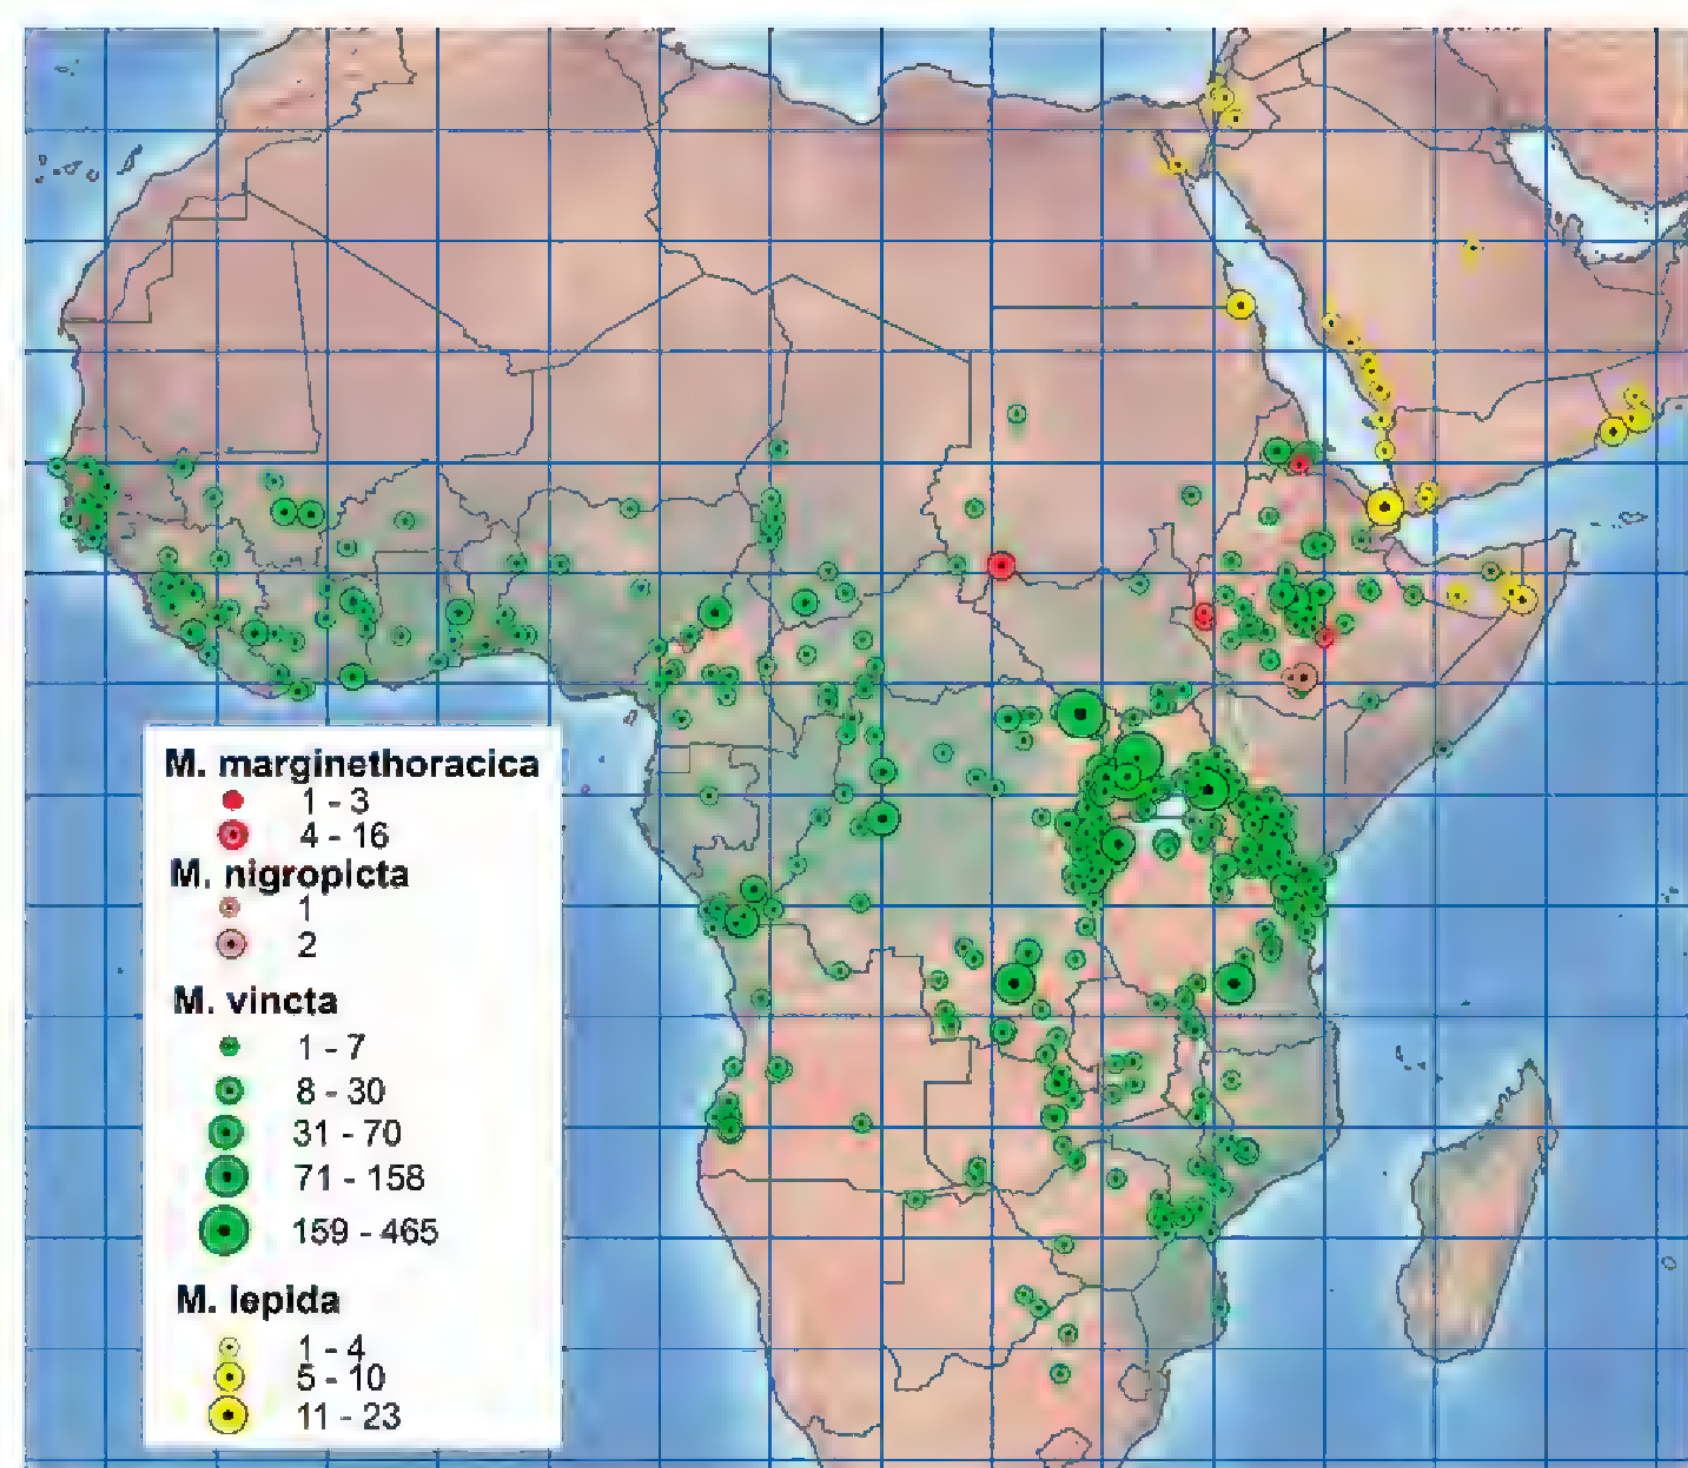 M. marginethoracica
1 - 3
4 - 16
M. nigropicta
1
2
M. vincta
1 - 7
8 - 30
31 - 70
71 - 158
159 - 465
M. lepida
1 - 4
5 - 10
11 - 23